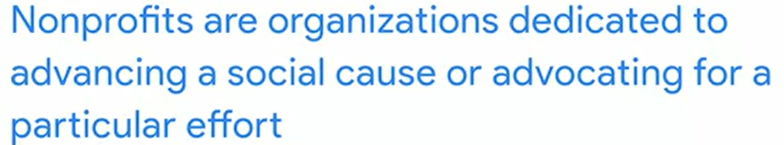 Nonprofits are organizations dedicated to
advancing a social cause or advocating for a
particular effort